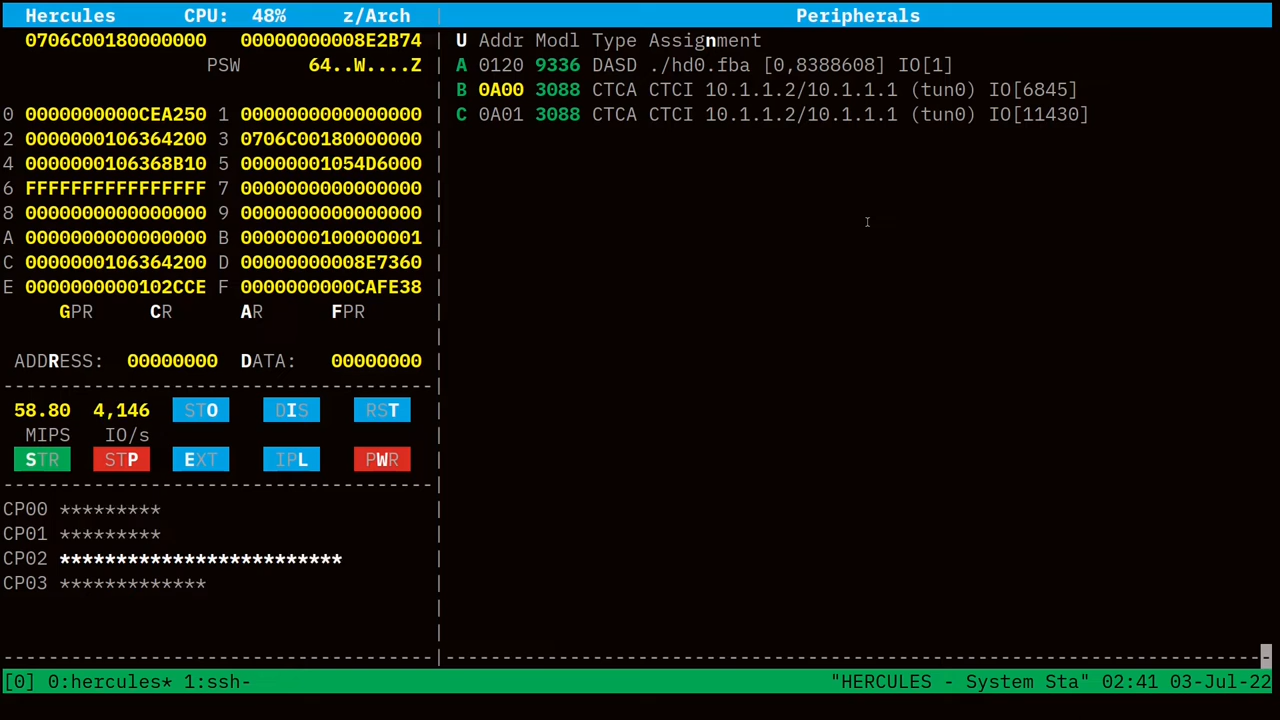 Hercules CPU: 48% z/Arch | Peripherals
0706C00180000000 00000000008E2B74 | U Addr Modl Type Assignment
PSW 64..W....Z | A 0120 9336 DASD ./hd0.fba [0,8388608] IO[1]
| B 0A00 3088 CTCA CTCI 10.1.1.2/10.1.1.1 (tun0) IO[6845]
0 0000000000CEA250 1 0000000000000000 | C 0A01 3088 CTCA CTCI 10.1.1.2/10.1.1.1 (tun0) IO[11430]
2 0000000106364200 3 0706C00180000000 |
4 0000000106368B10 5 00000001054D6000 |
6 FFFFFFFFFFFFFFFF 7 0000000000000000 |
8 0000000000000000 9 0000000000000000 |
A 0000000000000000 B 0000000100000001 |
C 0000000106364200 D 00000000008E7360 |
E 0000000000102CCE F 0000000000CAFE38 |
GPR CR AR FPR |
|
ADDRESS: 00000000 DATA: 00000000 |
--------------------------------------|
58.80 4,146 STO DIS RST |
MIPS IO/s |
STR STP EXT IPL PWR |
--------------------------------------|
CP00 ********* |
CP01 ********* |
CP02 ************************* |
CP03 ************* |
|
|
--------------------------------------|-------------------------------------------------------------------------
[0] 0:hercules* 1:ssh- "HERCULES - System Sta" 02:41 03-Jul-22